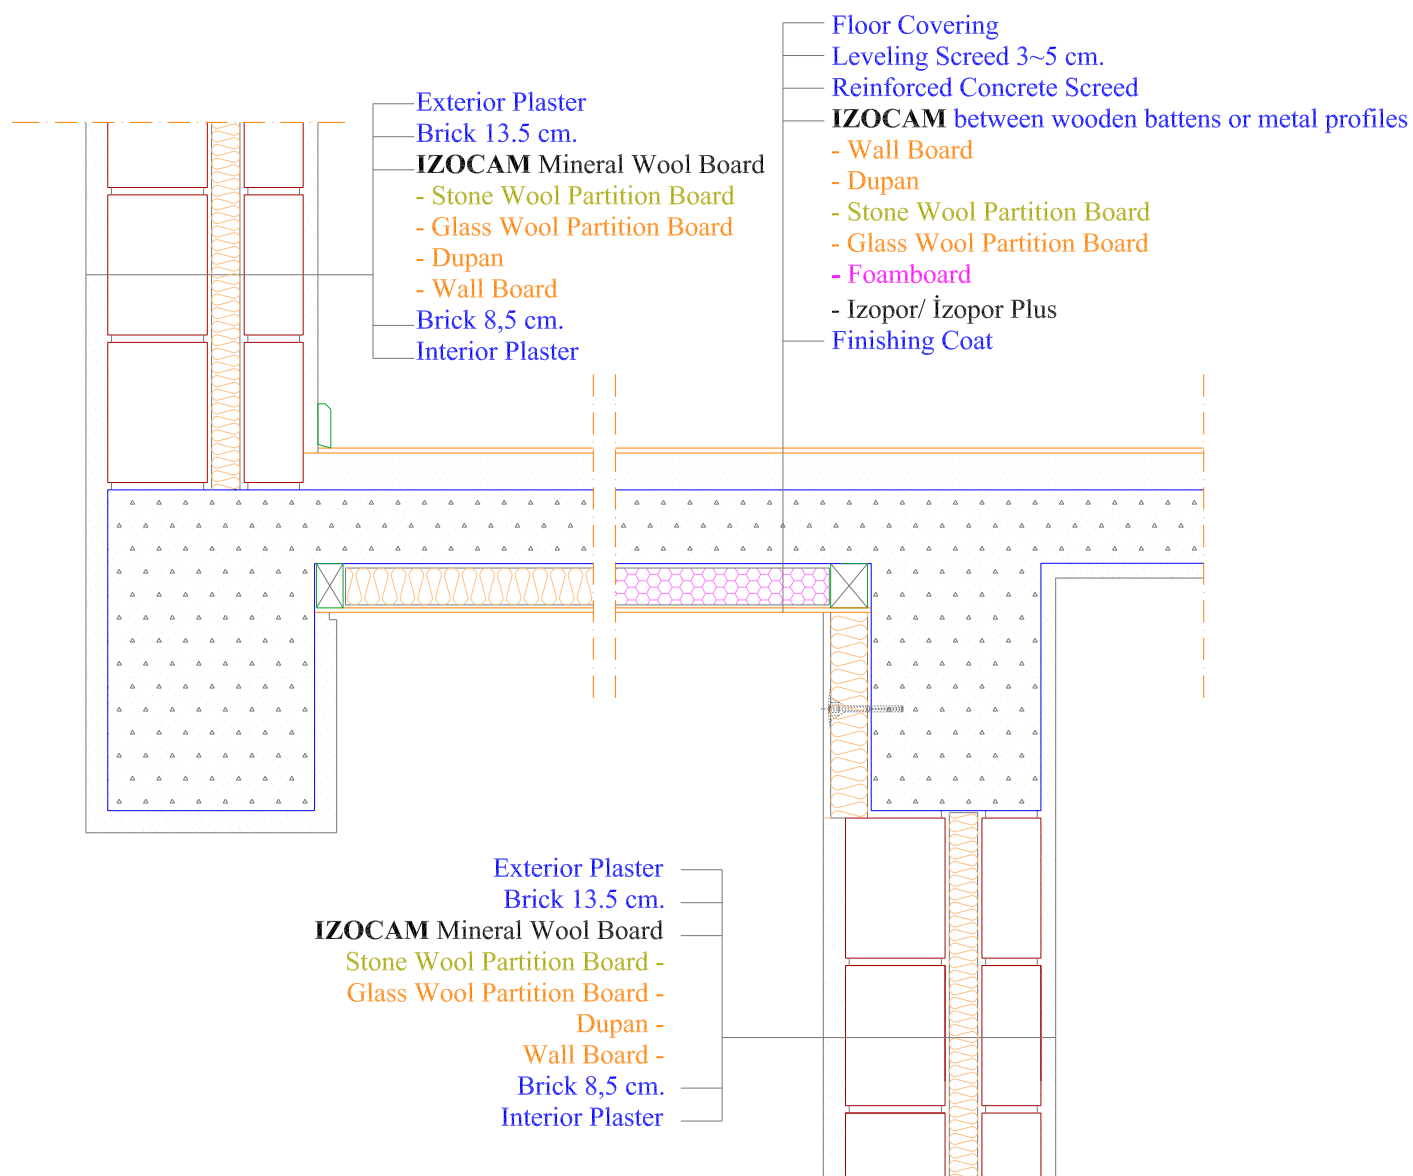 Floor Covering
Leveling Screed 3~5 cm.
Reinforced Concrete Screed
IZOCAM between wooden battens or metal profiles
- Wall Board
- Dupan
- Stone Wool Partition Board
- Glass Wool Partition Board
- Foamboard
- Izopor/ İzopor Plus
Finishing Coat
Exterior Plaster
Brick 13.5 cm.
IZOCAM Mineral Wool Board
- Stone Wool Partition Board
- Glass Wool Partition Board
- Dupan
- Wall Board
Brick 8,5 cm.
Interior Plaster
Exterior Plaster
Brick 13.5 cm.
IZOCAM Mineral Wool Board
Stone Wool Partition Board -
Glass Wool Partition Board -
Dupan -
Wall Board -
Brick 8,5 cm.
Interior Plaster